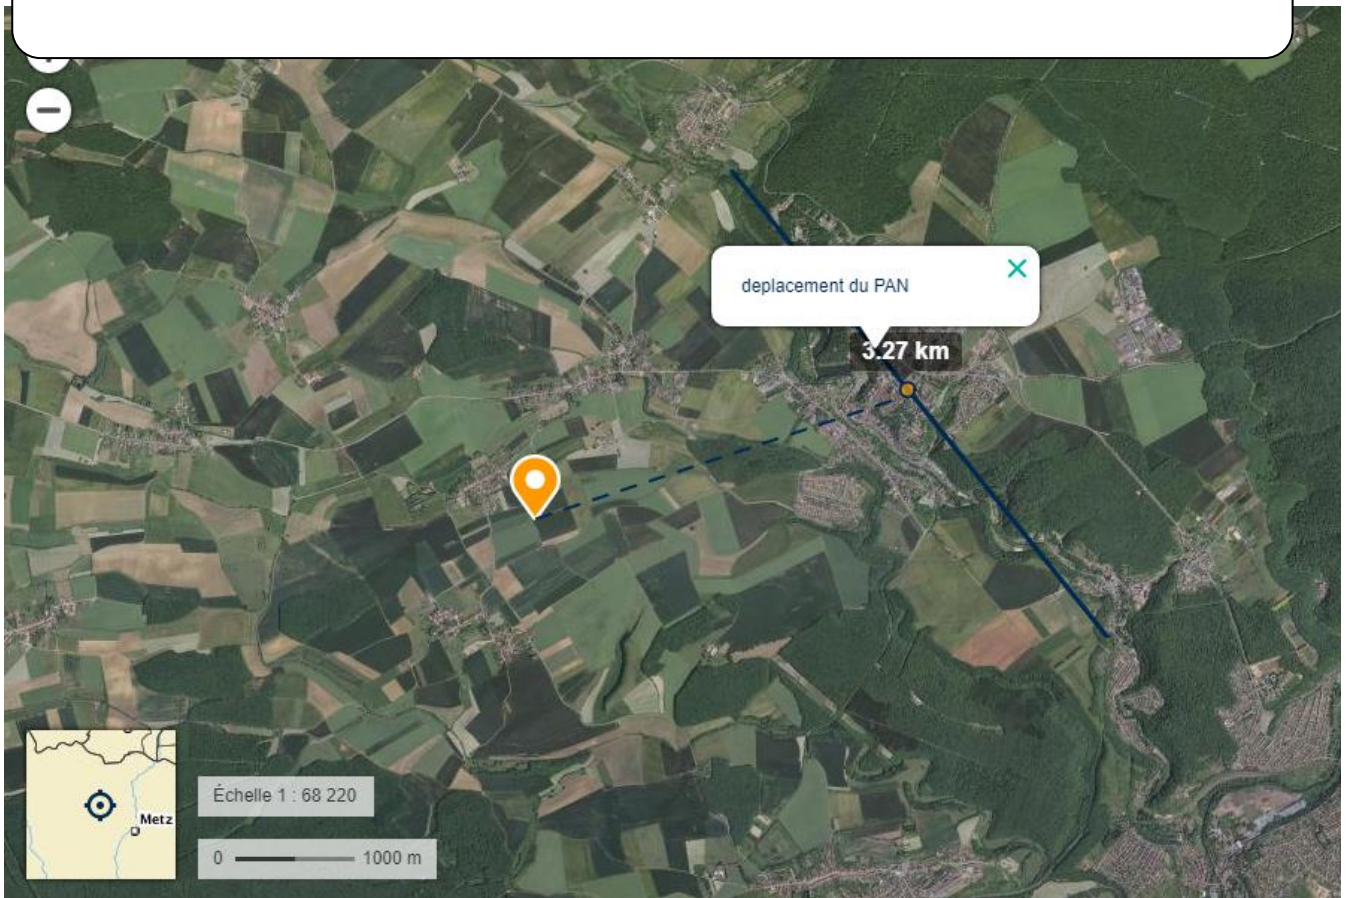 deplacement du PAN
3.27 km
Metz
Échelle 1 : 68 220
0 1000 m